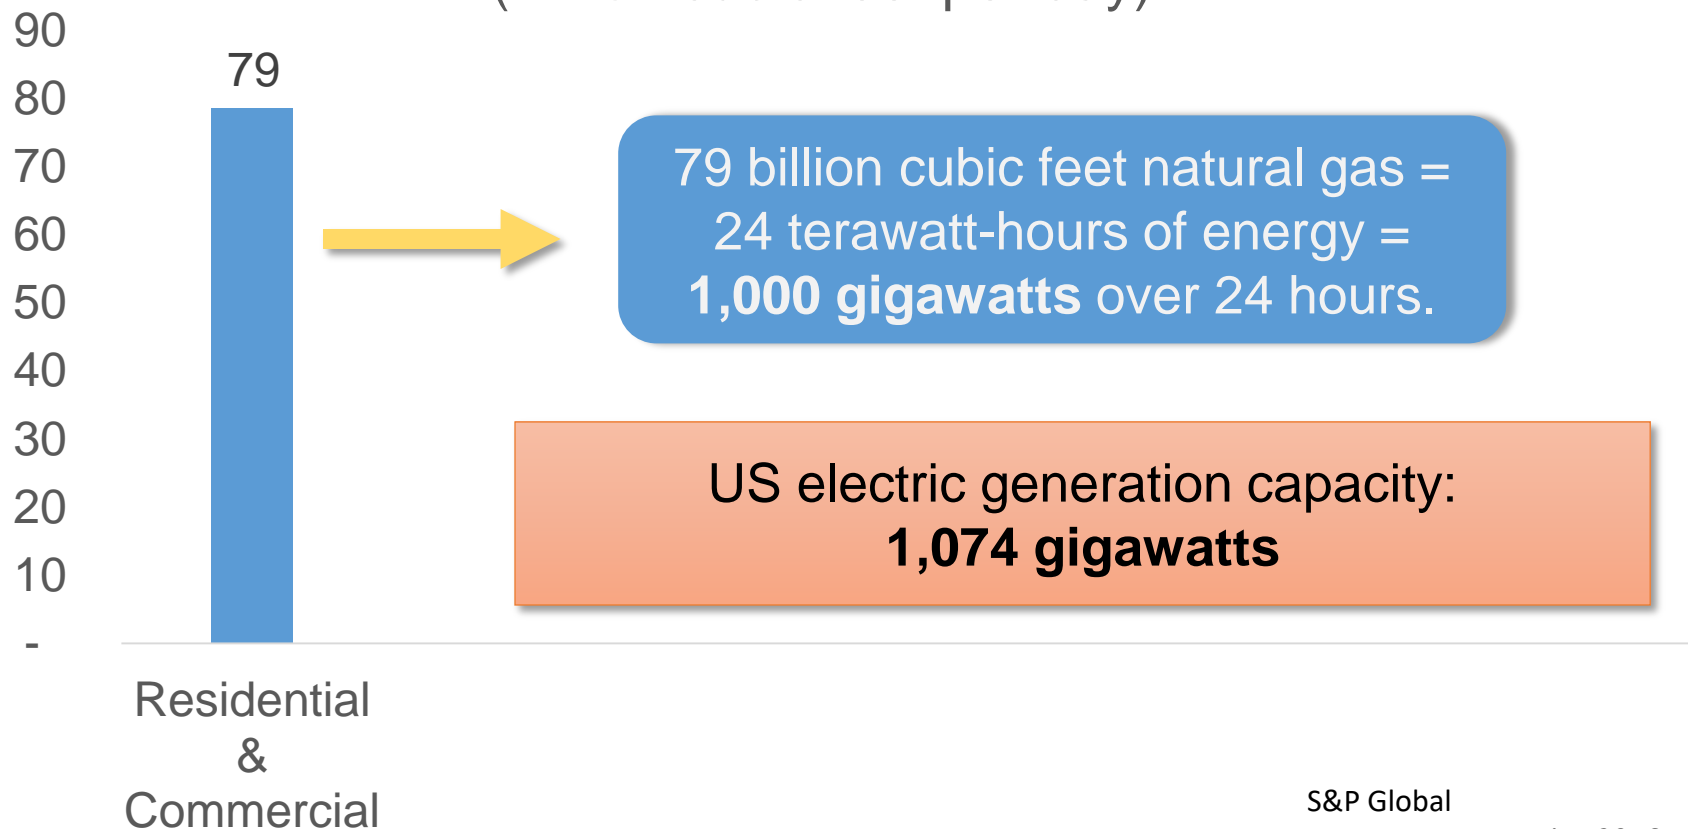 90
80
70
60
50
40
30
20
10
-
79
79 billion cubic feet natural gas =
24 terawatt-hours of energy =
1,000 gigawatts over 24 hours.
US electric generation capacity:
1,074 gigawatts
Residential
&
Commercial
S&P Global